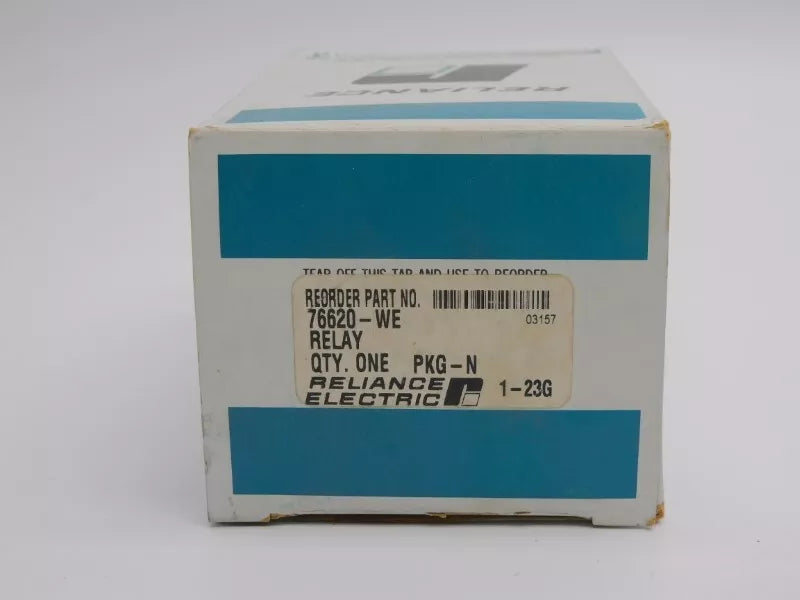 RELIANCE
TEAR OFF THIS TAB AND USE TO REORDER
REORDER PART NO.
76620-WE
03157
RELAY
QTY. ONE PKG-N
RELIANCE
ELECTRIC
1-23G